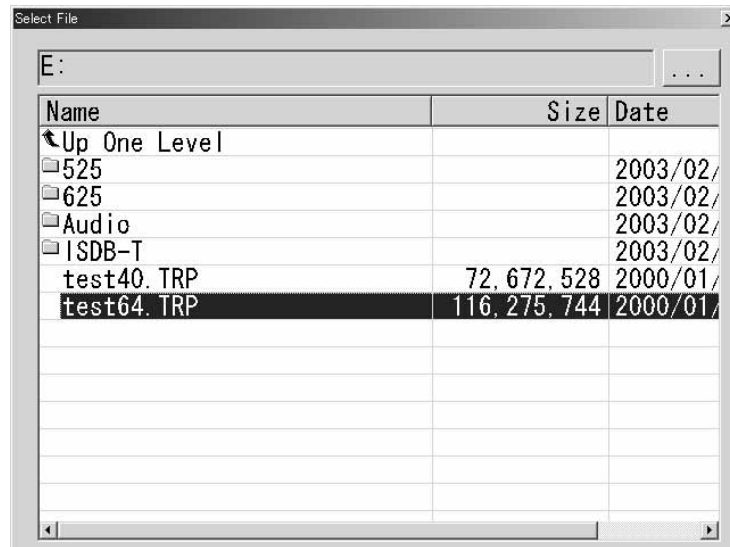 Select File
E:
...
Name Size Date
Up One Level
525 2003/02/
625 2003/02/
Audio 2003/02/
ISDB-T 2003/02/
test40.TRP 72,672,528 2000/01/
test64.TRP 116,275,744 2000/01/